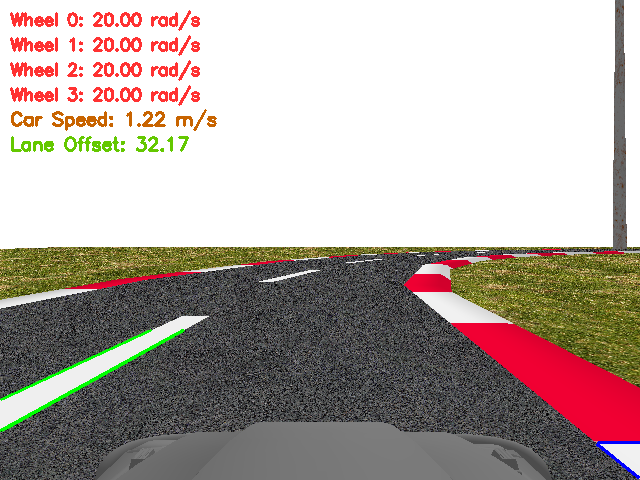 Wheel 0: 20.00 rad/s
Wheel 1: 20.00 rad/s
Wheel 2: 20.00 rad/s
Wheel 3: 20.00 rad/s
Car Speed: 1.22 m/s
Lane Offset: 32.17